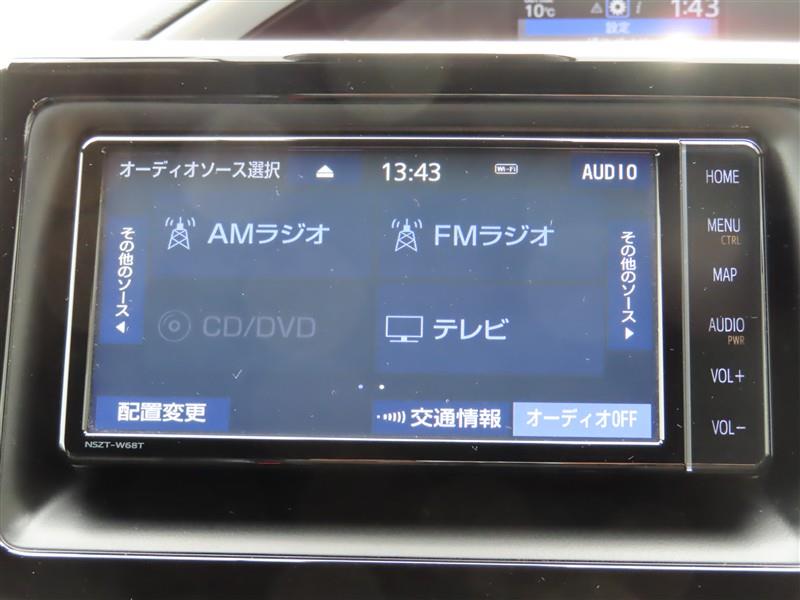 10℃ i 1:43
設定
オーディオソース選択 13:43 Wi-Fi AUDIO
その他のソース
AMラジオ
FMラジオ
その他のソース
CD/DVD
テレビ
配置変更
交通情報
オーディオOFF
NSZT-W68T
HOME
MENU
CTRL
MAP
AUDIO
PWR
VOL+
VOL-